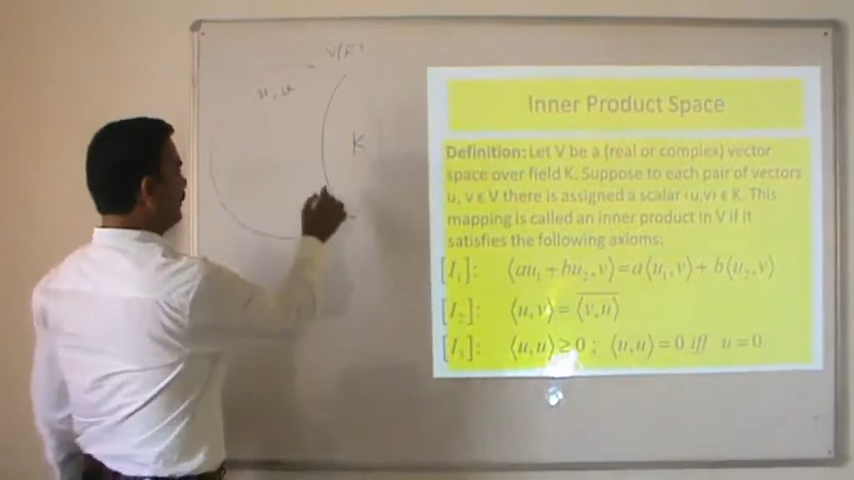 V(F)
K
Inner Product Space
Definition: Let V be a (real or complex) vector
space over field K. Suppose to each pair of vectors
u, v ϵ V there is assigned a scalar ⟨u,v⟩ ϵ K. This
mapping is called an inner product in V if it
satisfies the following axioms:
[I₁]: ⟨au₁ + bu₂, v⟩ = a⟨u₁, v⟩ + b⟨u₂, v⟩
[I₂]: ⟨u, v⟩ = \overline{⟨v, u⟩}
[I₃]: ⟨u, u⟩ ≥ 0 ; ⟨u, u⟩ = 0 iff u = 0